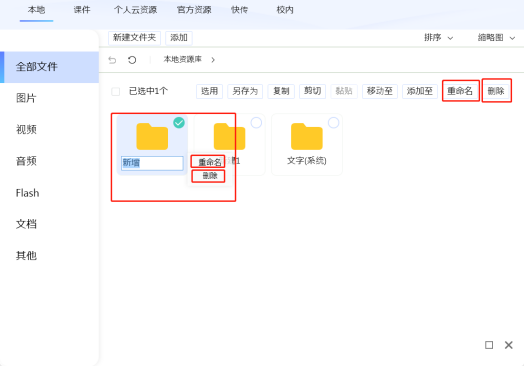 本地 课件 个人云资源 官方资源 快传 校内
全部文件
图片
视频
音频
Flash
文档
其他
新建文件夹 添加 排序 缩略图
本地资源库
已选中1个 选用 另存为 复制 剪切 黏贴 移动至 添加至 重命名 删除
新增 文字(系统)
重命名
删除